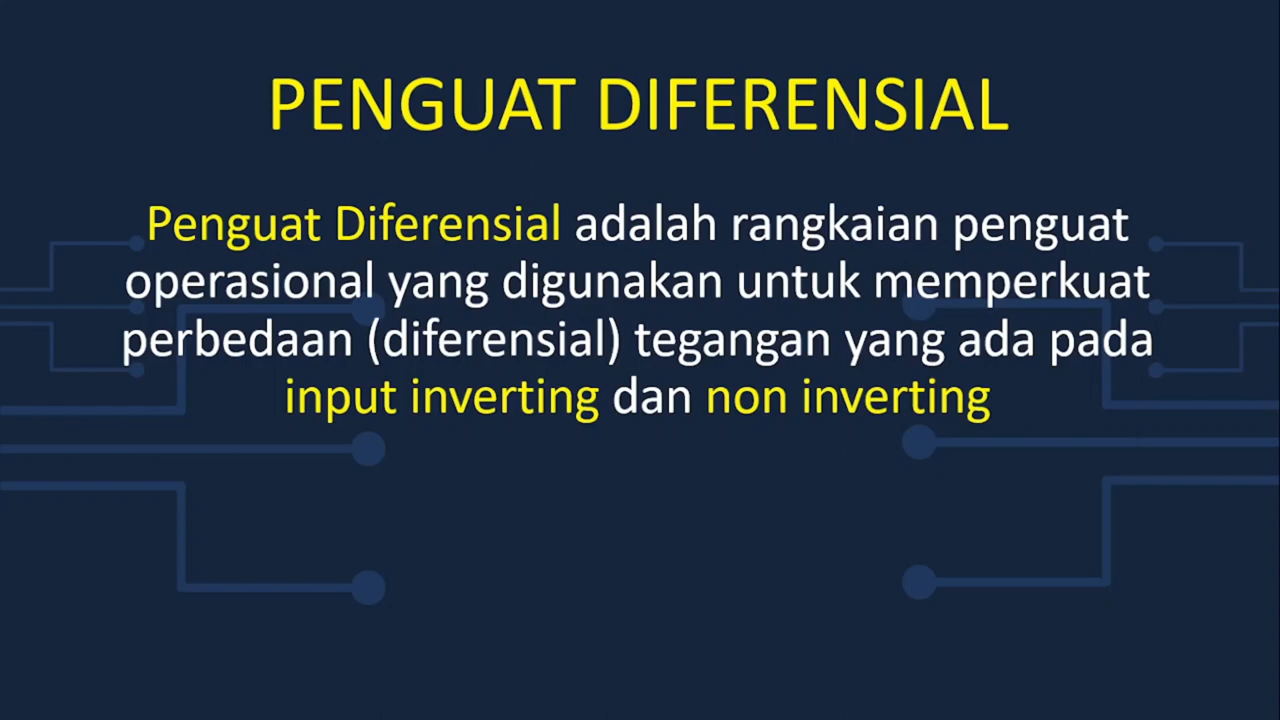 PENGUAT DIFERENSIAL
Penguat Diferensial adalah rangkaian penguat
operasional yang digunakan untuk memperkuat
perbedaan (diferensial) tegangan yang ada pada
input inverting dan non inverting